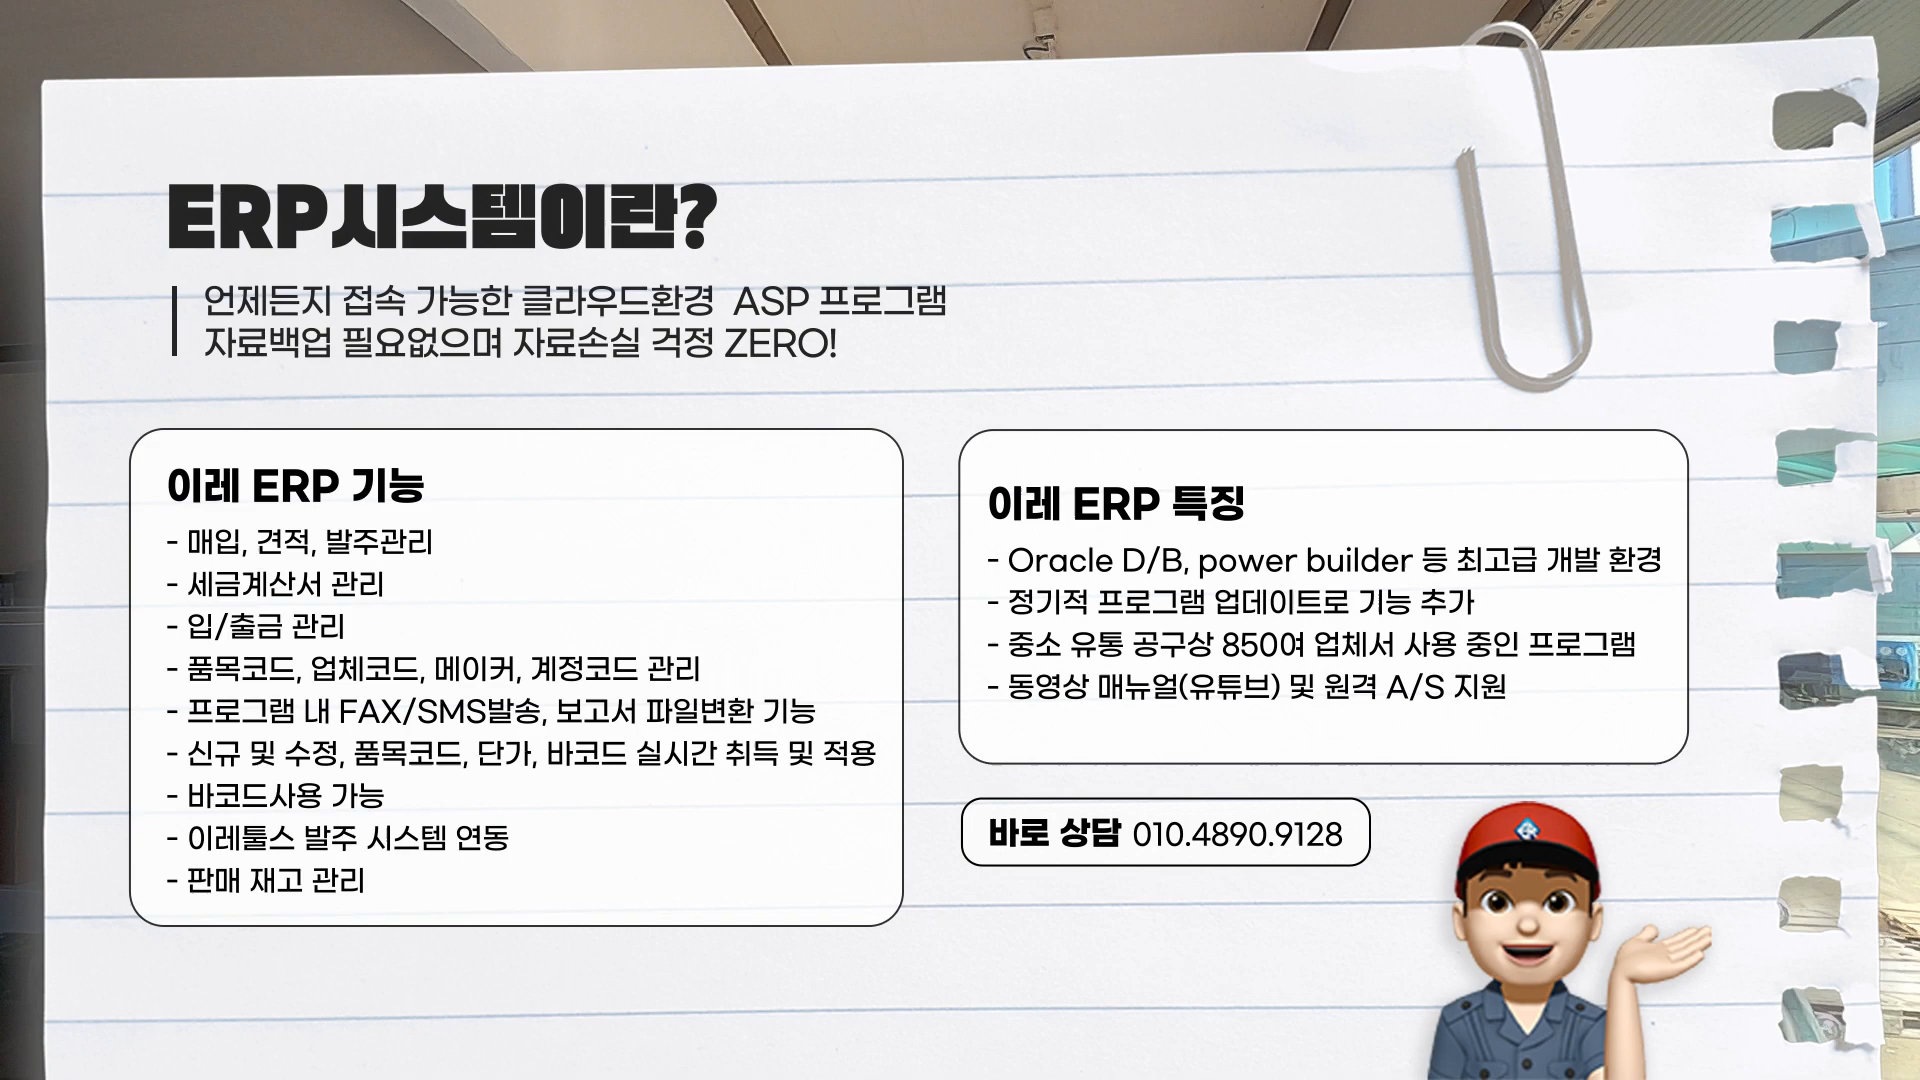 ERP시스템이란?
언제든지 접속 가능한 클라우드환경  ASP 프로그램
자료백업 필요없으며 자료손실 걱정 ZERO!
이레 ERP 기능
- 매입, 견적, 발주관리
- 세금계산서 관리
- 입/출금 관리
- 품목코드, 업체코드, 메이커, 계정코드 관리
- 프로그램 내 FAX/SMS발송, 보고서 파일변환 기능
- 신규 및 수정, 품목코드, 단가, 바코드 실시간 취득 및 적용
- 바코드사용 가능
- 이레툴스 발주 시스템 연동
- 판매 재고 관리
이레 ERP 특징
- Oracle D/B, power builder 등 최고급 개발 환경
- 정기적 프로그램 업데이트로 기능 추가
- 중소 유통 공구상 850여 업체서 사용 중인 프로그램
- 동영상 매뉴얼(유튜브) 및 원격 A/S 지원
바로 상담 010.4890.9128